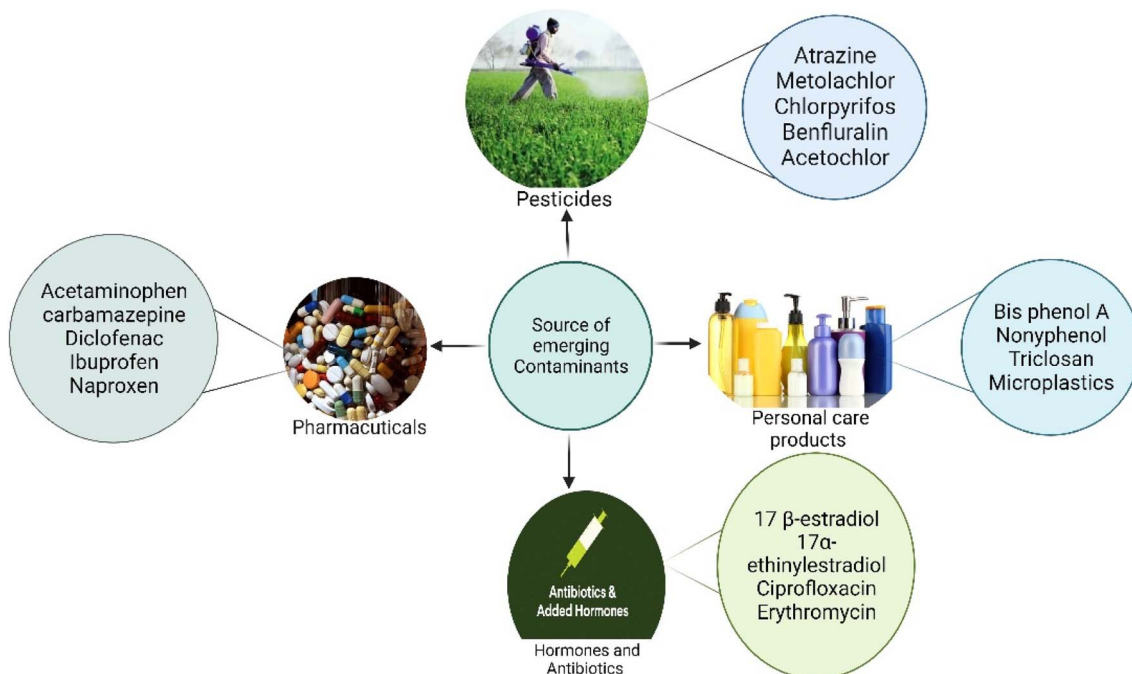 Atrazine
Metolachlor
Chlorpyrifos
Benfluralin
Acetochlor
Pesticides
Acetaminophen
carbamazepine
Diclofenac
Ibuprofen
Naproxen
Pharmacuticals
Source of
emerging
Contaminants
Personal care
products
Bis phenol A
Nonyphenol
Triclosan
Microplastics
Antibiotics &
Added Hormones
Hormones and
Antibiotics
17 β-estradiol
17α-
ethinylestradiol
Ciprofloxacin
Erythromycin